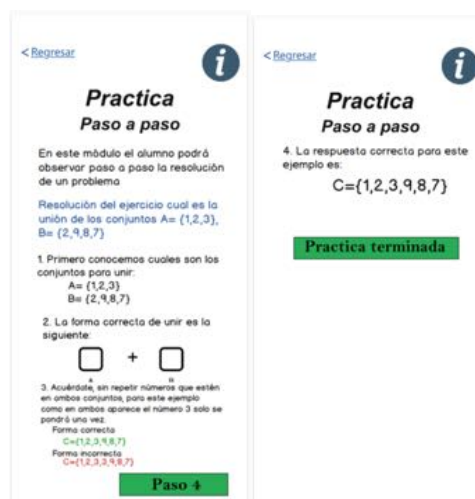 < Regresar
i
Practica
Paso a paso
En este módulo el alumno podrá
observar paso a paso la resolución
de un problema
Resolución del ejercicio cual es la
unión de los conjuntos A= {1,2,3},
B= {2,9,8,7}
1. Primero conocemos cuales son los
conjuntos para unir:
A= {1,2,3}
B= {2,9,8,7}
2. La forma correcta de unir es la
siguiente:
+
A
B
3. Acuérdate, sin repetir números que estén
en ambos conjuntos, para este ejemplo
como en ambos aparece el número 3 solo se
pondrá una vez.
Forma correcta
C={1,2,3,9,8,7}
Forma incorrecta
C={1,2,3,3,9,8,7}
Paso 4
< Regresar
i
Practica
Paso a paso
4. La respuesta correcta para este
ejemplo es:
C={1,2,3,9,8,7}
Practica terminada